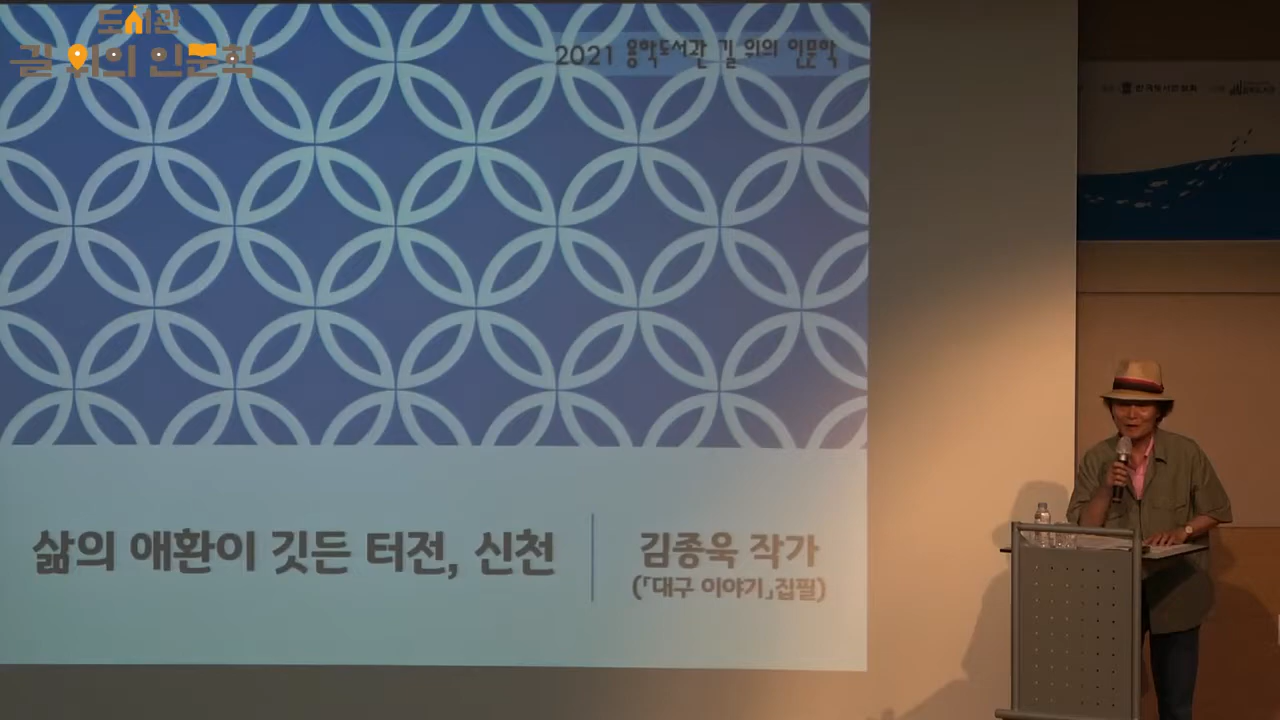 도서관
길 위의 인문학
2021 용학도서관 길 위의 인문학
삶의 애환이 깃든 터전, 신천
김종욱 작가
(「대구 이야기」집필)